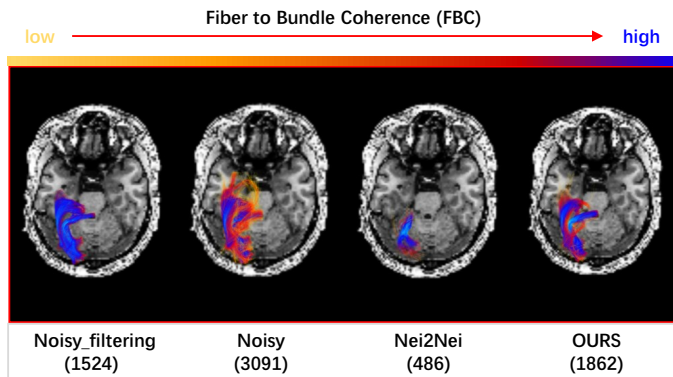 Fiber to Bundle Coherence (FBC)
low
high
Noisy_filtering
(1524)
Noisy
(3091)
Nei2Nei
(486)
OURS
(1862)